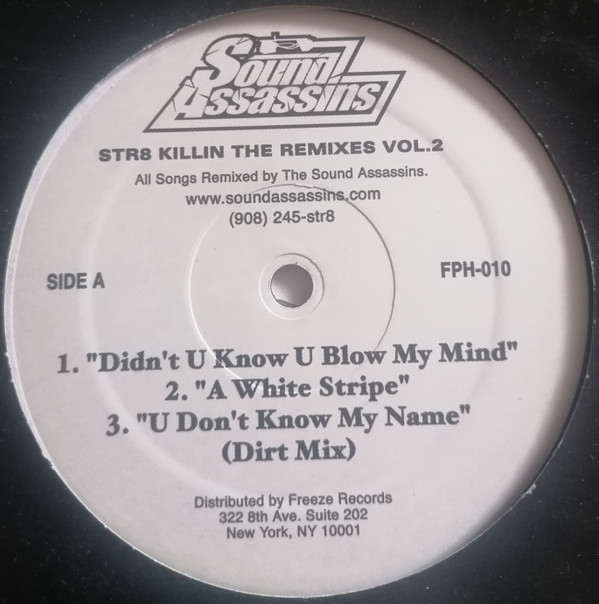 Sound
Assassins
STR8 KILLIN THE REMIXES VOL.2
All Songs Remixed by The Sound Assassins.
www.soundassassins.com
(908) 245-str8
SIDE A
FPH-010
1. "Didn't U Know U Blow My Mind"
2. "A White Stripe"
3. "U Don't Know My Name"
(Dirt Mix)
Distributed by Freeze Records
322 8th Ave. Suite 202
New York, NY 10001